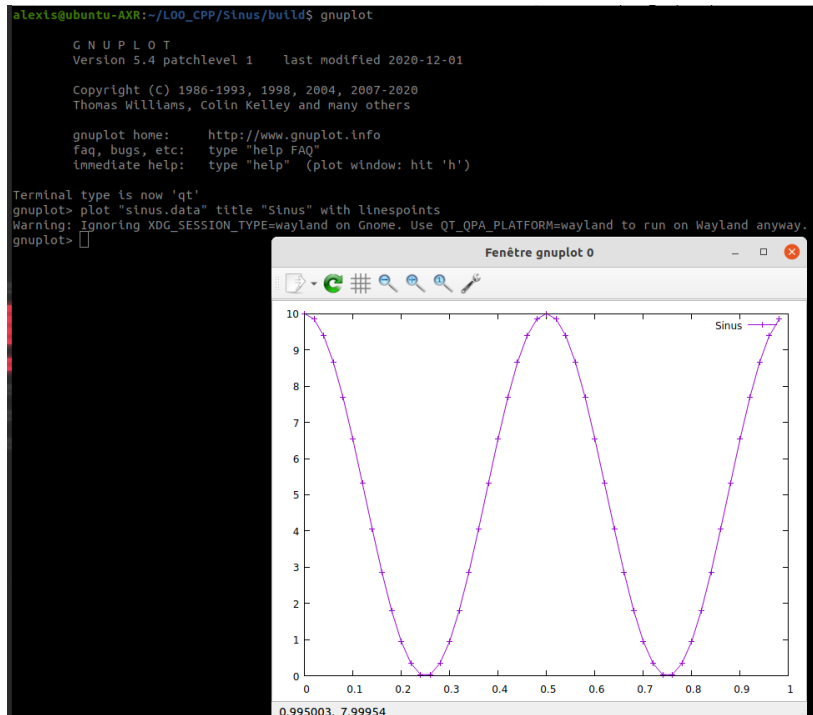 alexis@ubuntu-AXR:~/LOO_CPP/Sinus/build$ gnuplot
G N U P L O T
Version 5.4 patchlevel 1    last modified 2020-12-01
Copyright (C) 1986-1993, 1998, 2004, 2007-2020
Thomas Williams, Colin Kelley and many others
gnuplot home:     http://www.gnuplot.info
faq, bugs, etc:   type "help FAQ"
immediate help:   type "help"  (plot window: hit 'h')
Terminal type is now 'qt'
gnuplot> plot "sinus.data" title "Sinus" with linespoints
Warning: Ignoring XDG_SESSION_TYPE=wayland on Gnome. Use QT_QPA_PLATFORM=wayland to run on Wayland anyway.
gnuplot>
Fenêtre gnuplot 0
Sinus
10
9
8
7
6
5
4
3
2
1
0
0 0.1 0.2 0.3 0.4 0.5 0.6 0.7 0.8 0.9 1
0.995003, 7.99954